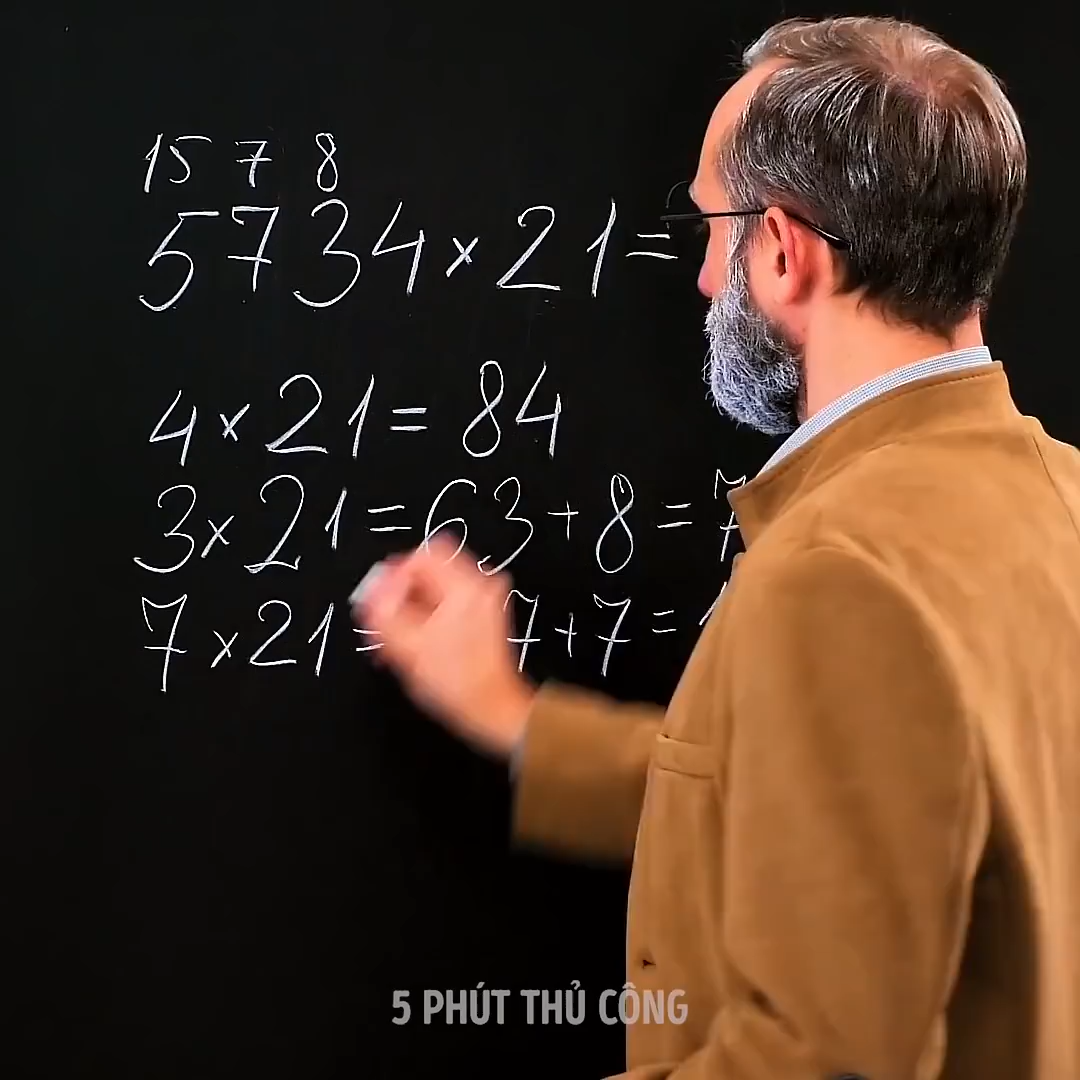 15 7 8
5734 × 21 =
4 × 21 = 84
3 × 21 = 63 + 8 = 7
7 × 21 = 7 + 7 =
5 PHÚT THỦ CÔNG